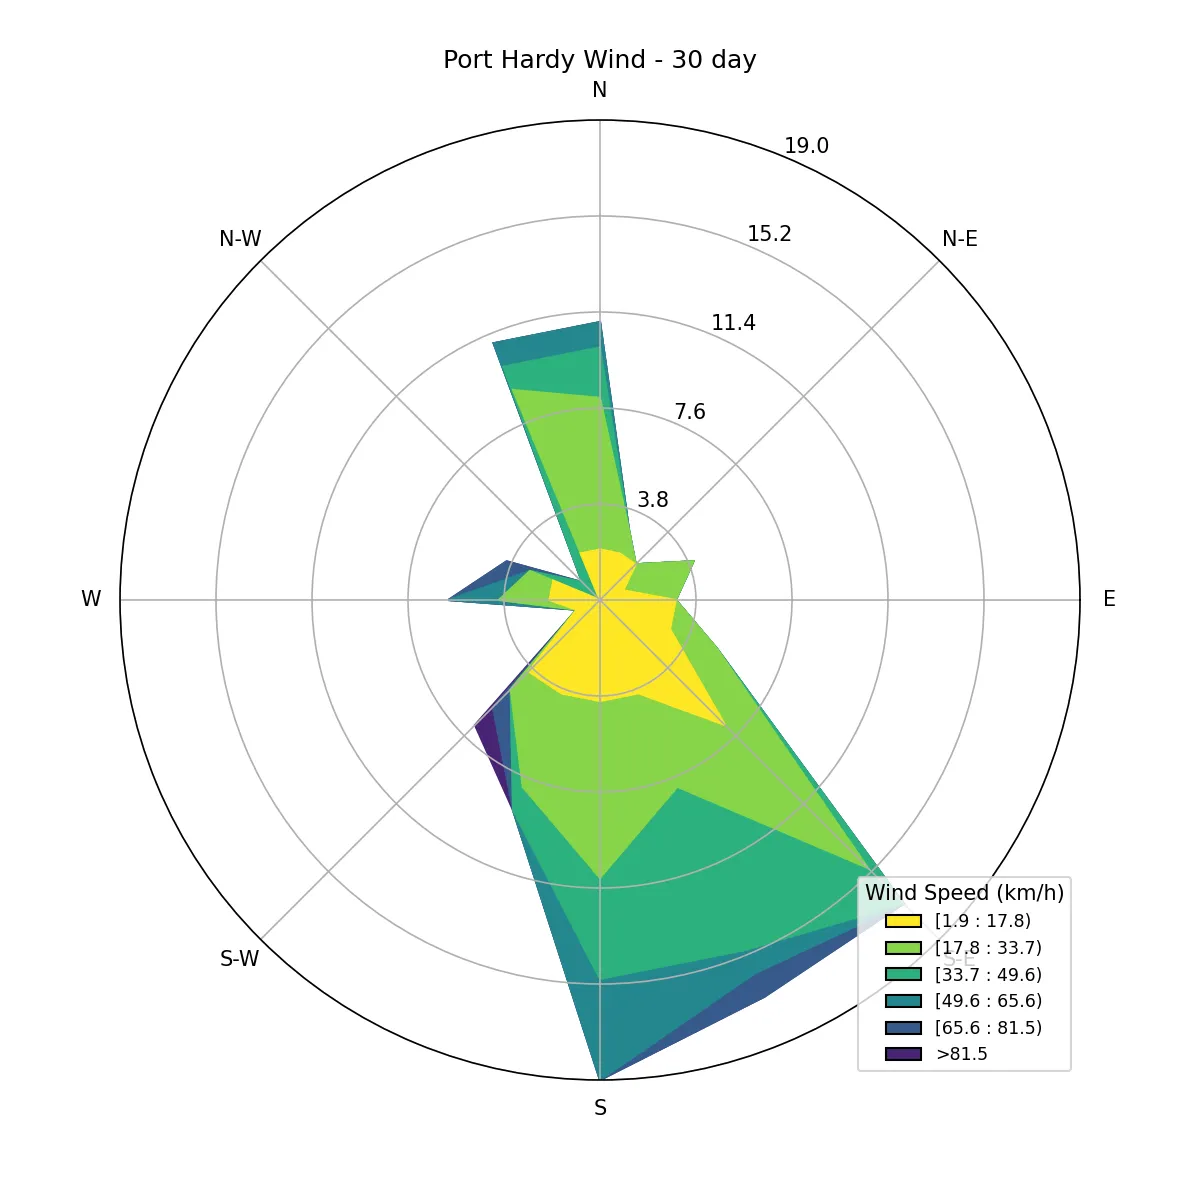 Port Hardy Wind - 30 day
N
19.0
15.2
N-W
N-E
11.4
7.6
3.8
W
E
Wind Speed (km/h)
[1.9 : 17.8)
[17.8 : 33.7)
S-W
S-E
[33.7 : 49.6)
[49.6 : 65.6)
[65.6 : 81.5)
>81.5
S